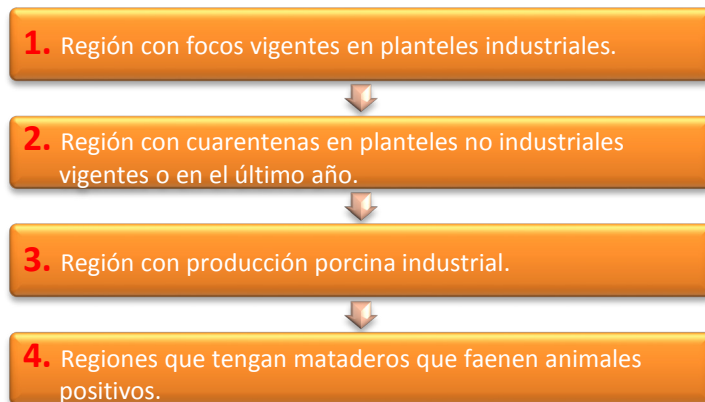 1. Región con focos vigentes en planteles industriales.
2. Región con cuarentenas en planteles no industriales
vigentes o en el último año.
3. Región con producción porcina industrial.
4. Regiones que tengan mataderos que faenen animales
positivos.